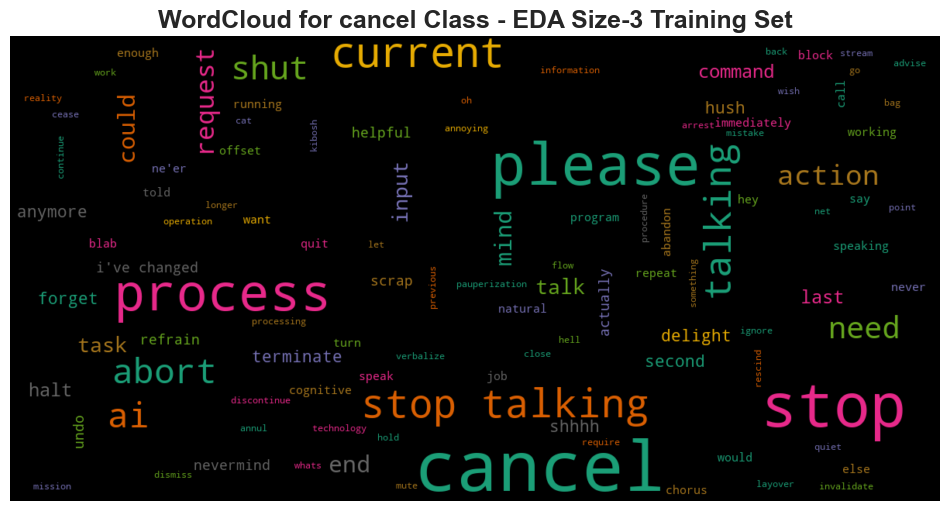 WordCloud for cancel Class - EDA Size-3 Training Set
enough
shut
current
request
information
back
block
stream
work
command
go
advise
reality
could
running
oh
wish
call
cease
cat
kibosh
hush
bag
annoying
arrest
immediately
helpful
mistake
working
continue
offset
please
talking
ne'er
input
action
told
hey
say
longer
anymore
operation
want
mind
program
procedure
abandon
net
point
blab
quit
let
speaking
i've changed
flow
repeat
something
scrap
previous
pauperization
talk
actually
never
forget
process
natural
last
processing
delight
ignore
need
task
refrain
turn
hell
terminate
verbalize
close
second
abort
rescind
speak
job
halt
cognitive
discontinue
stop talking
stop
ai
undo
annul
technology
shhhh
hold
require
quiet
nevermind
whats
end
cancel
would
else
dismiss
mission
mute
chorus
layover
invalidate